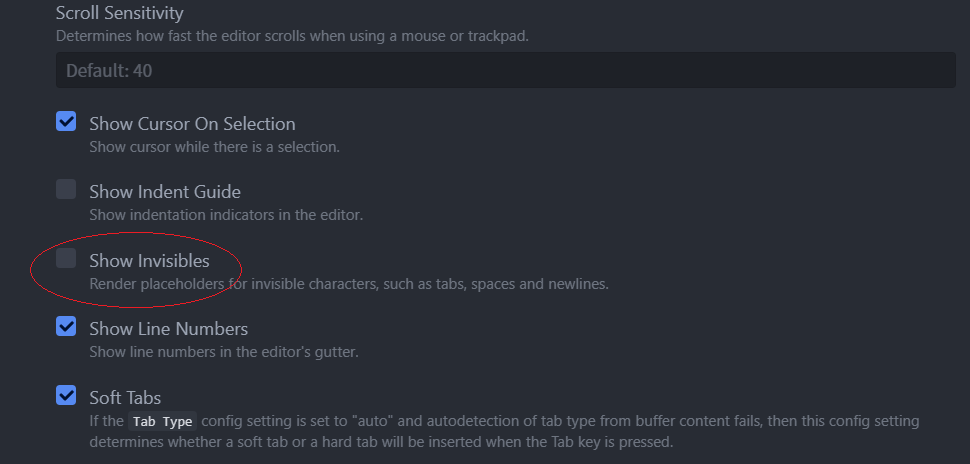 Scroll Sensitivity
Determines how fast the editor scrolls when using a mouse or trackpad.
Default: 40
Show Cursor On Selection
Show cursor while there is a selection.
Show Indent Guide
Show indentation indicators in the editor.
Show Invisibles
Render placeholders for invisible characters, such as tabs, spaces and newlines.
Show Line Numbers
Show line numbers in the editor's gutter.
Soft Tabs
If the Tab Type config setting is set to "auto" and autodetection of tab type from buffer content fails, then this config setting
determines whether a soft tab or a hard tab will be inserted when the Tab key is pressed.